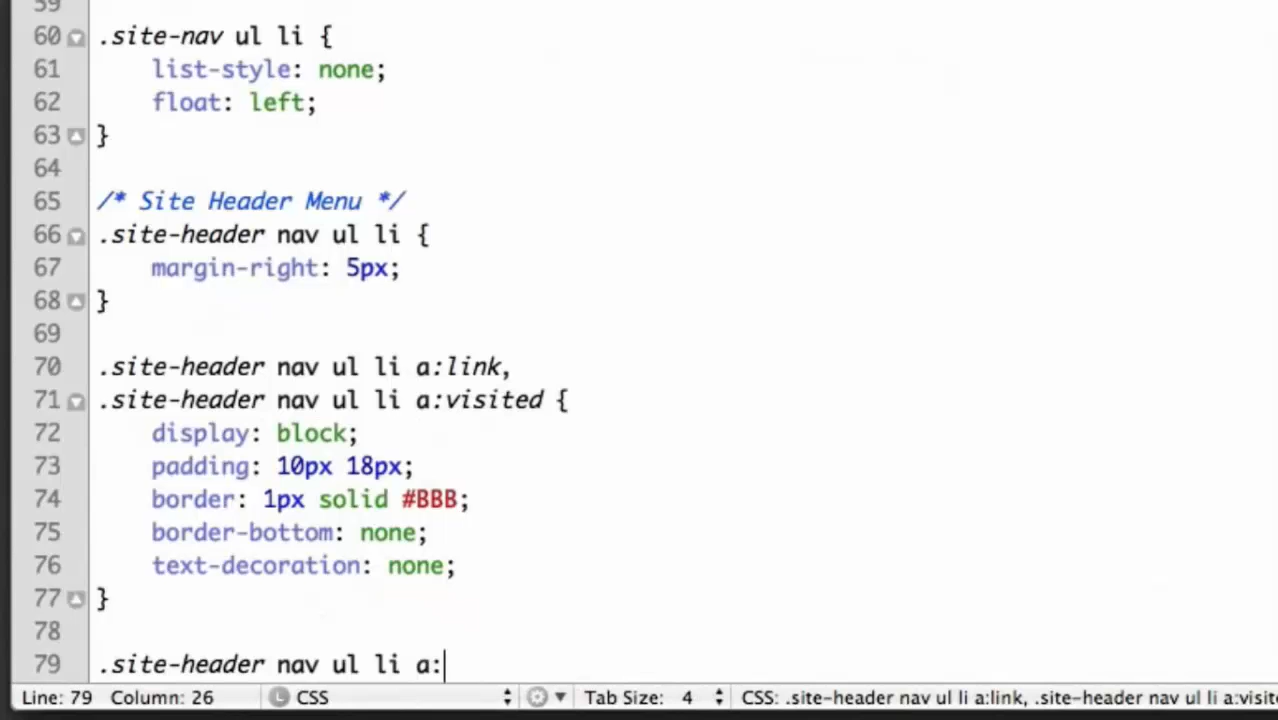 59
60 .site-nav ul li {
61 list-style: none;
62 float: left;
63 }
64
65 /* Site Header Menu */
66 .site-header nav ul li {
67 margin-right: 5px;
68 }
69
70 .site-header nav ul li a:link,
71 .site-header nav ul li a:visited {
72 display: block;
73 padding: 10px 18px;
74 border: 1px solid #BBB;
75 border-bottom: none;
76 text-decoration: none;
77 }
78
79 .site-header nav ul li a:
Line: 79 Column: 26 L CSS Tab Size: 4 CSS: .site-header nav ul li a:link, .site-header nav ul li a:visite